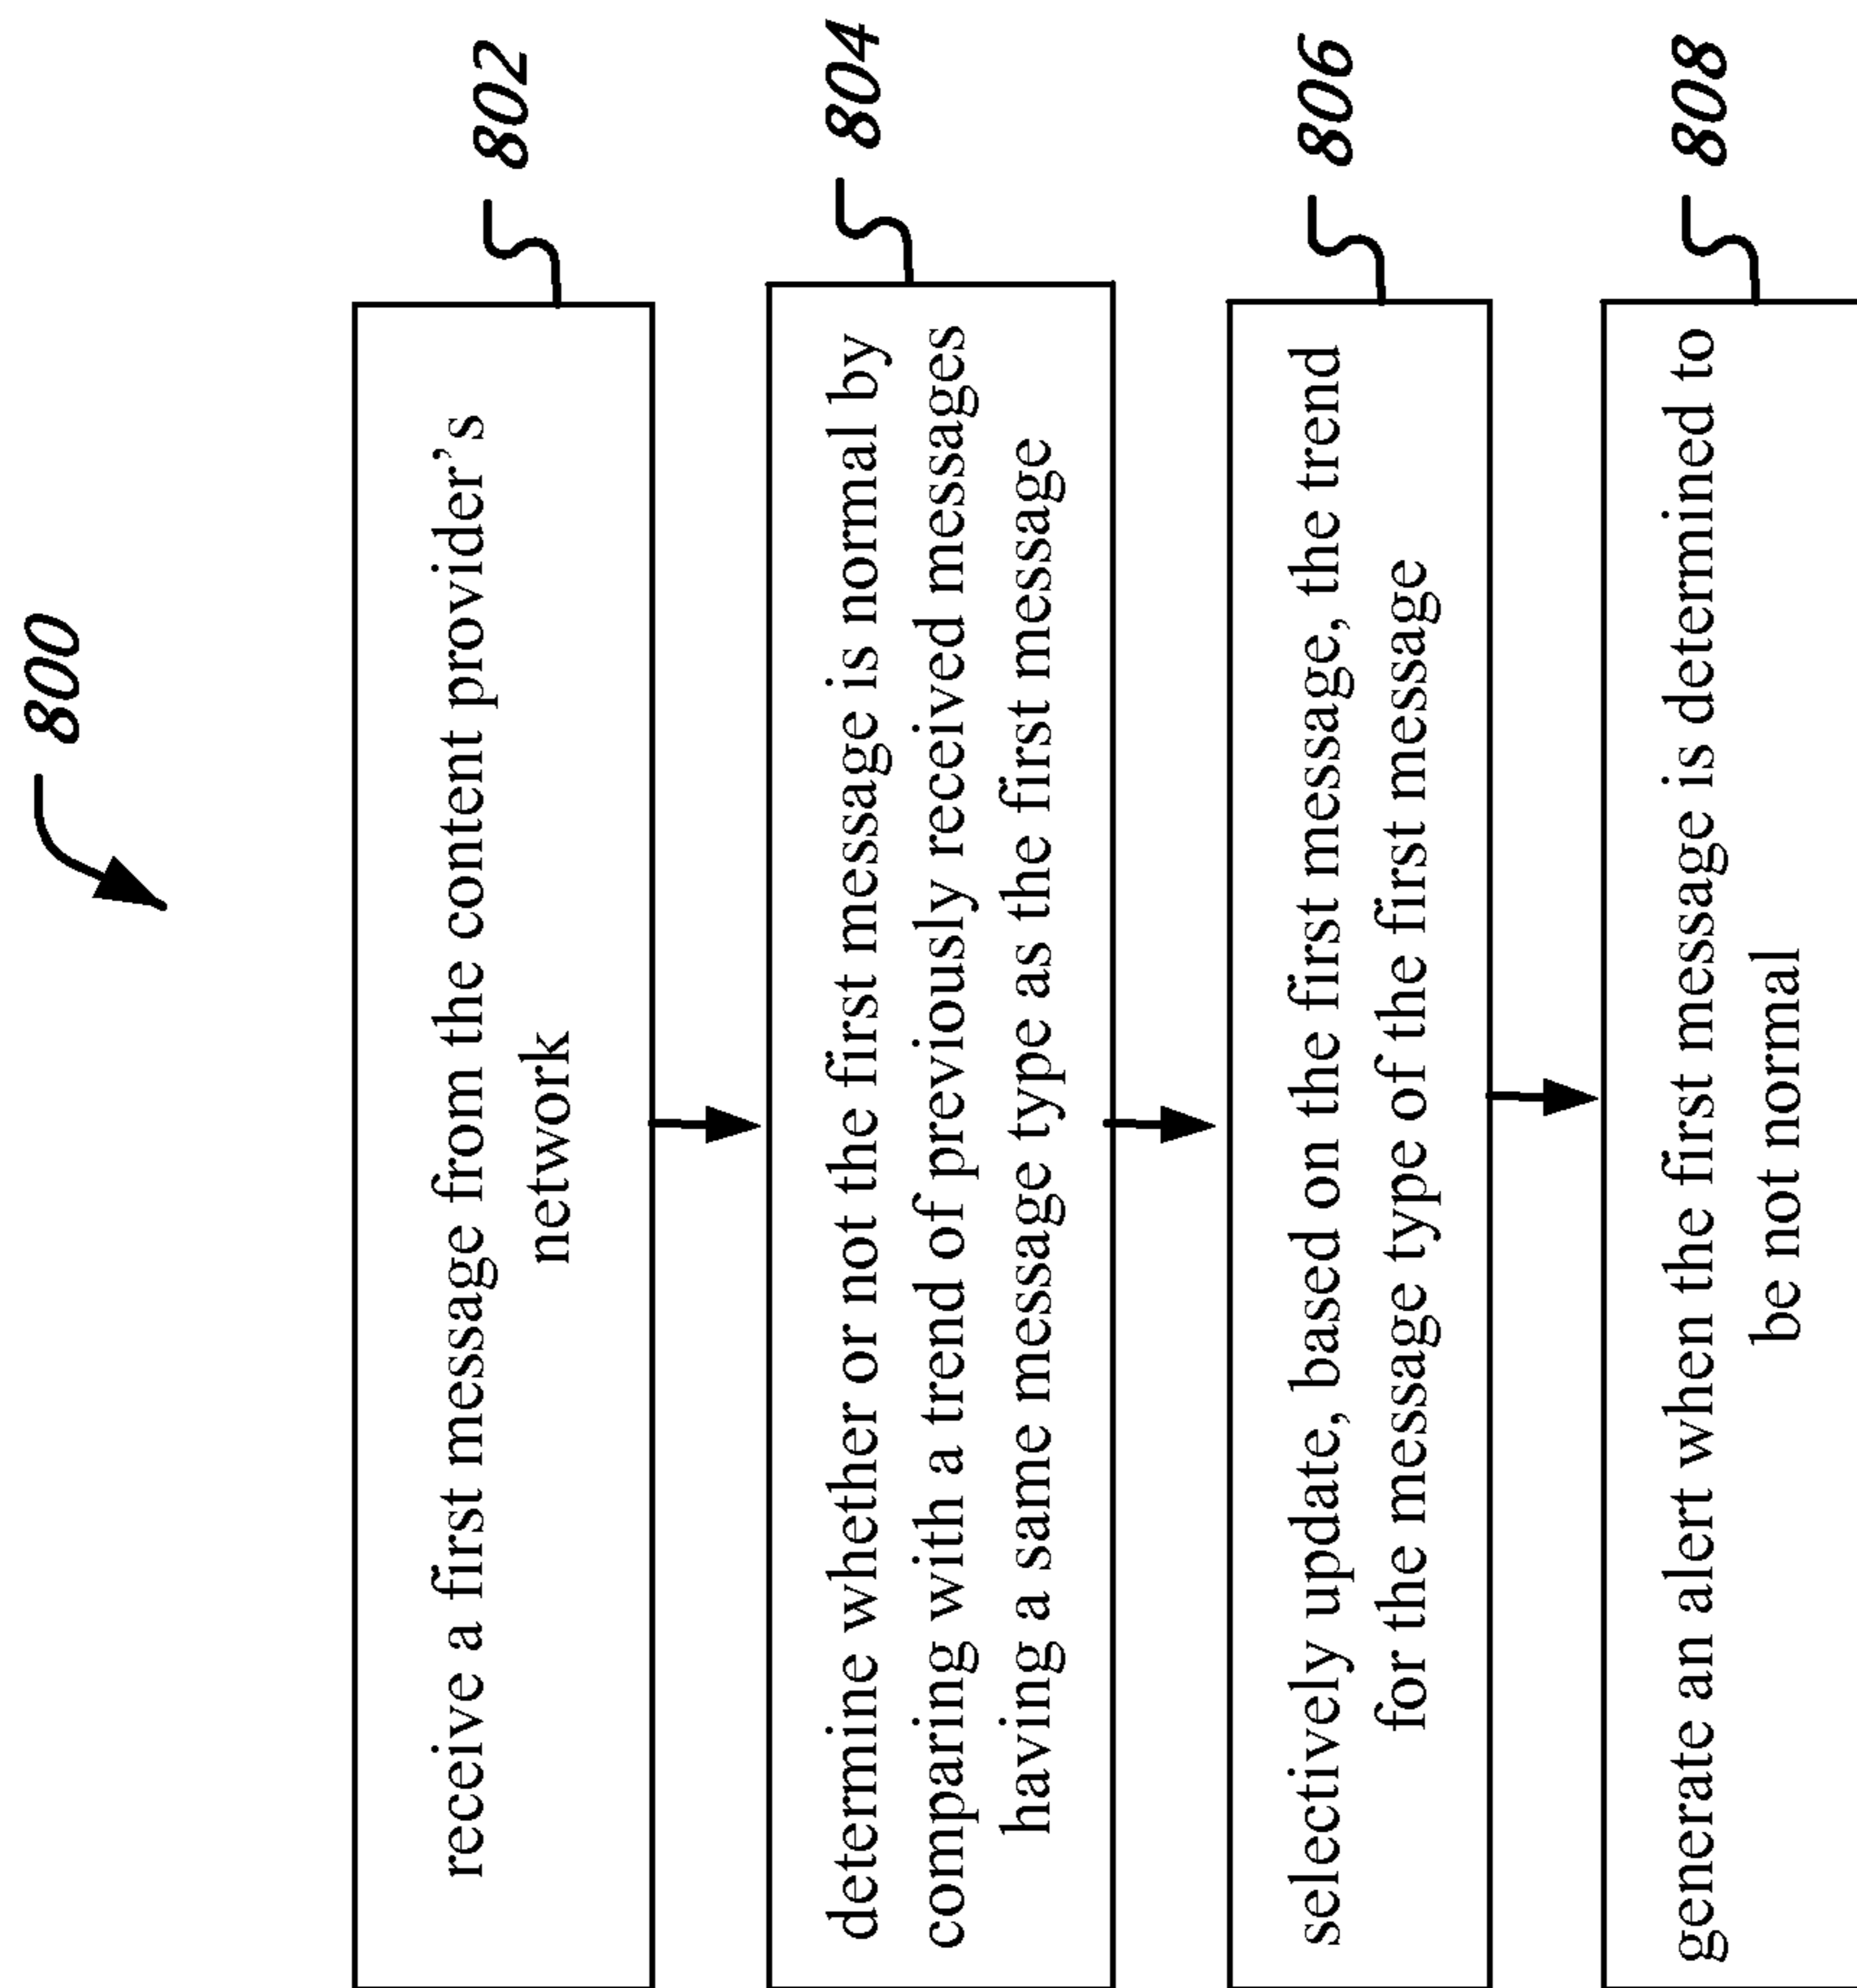 800
802
receive a first message from the content provider's
network
804
determine whether or not the first message is normal by
comparing with a trend of previously received messages
having a same message type as the first message
806
selectively update, based on the first message, the trend
for the message type of the first message
808
generate an alert when the first message is determined to
be not normal